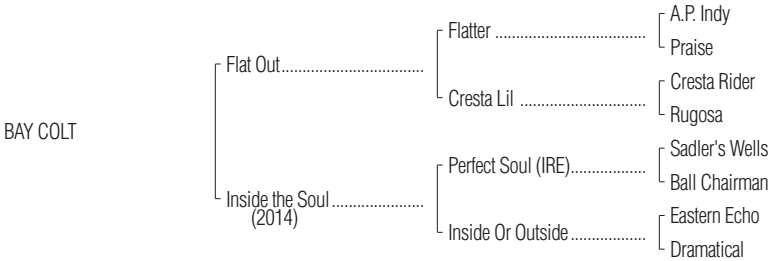 A.P. Indy
Flatter
Praise
Flat Out
Cresta Rider
Cresta Lil
Rugosa
BAY COLT
Sadler's Wells
Perfect Soul (IRE)
Ball Chairman
Inside the Soul
(2014)
Eastern Echo
Inside Or Outside
Dramatical